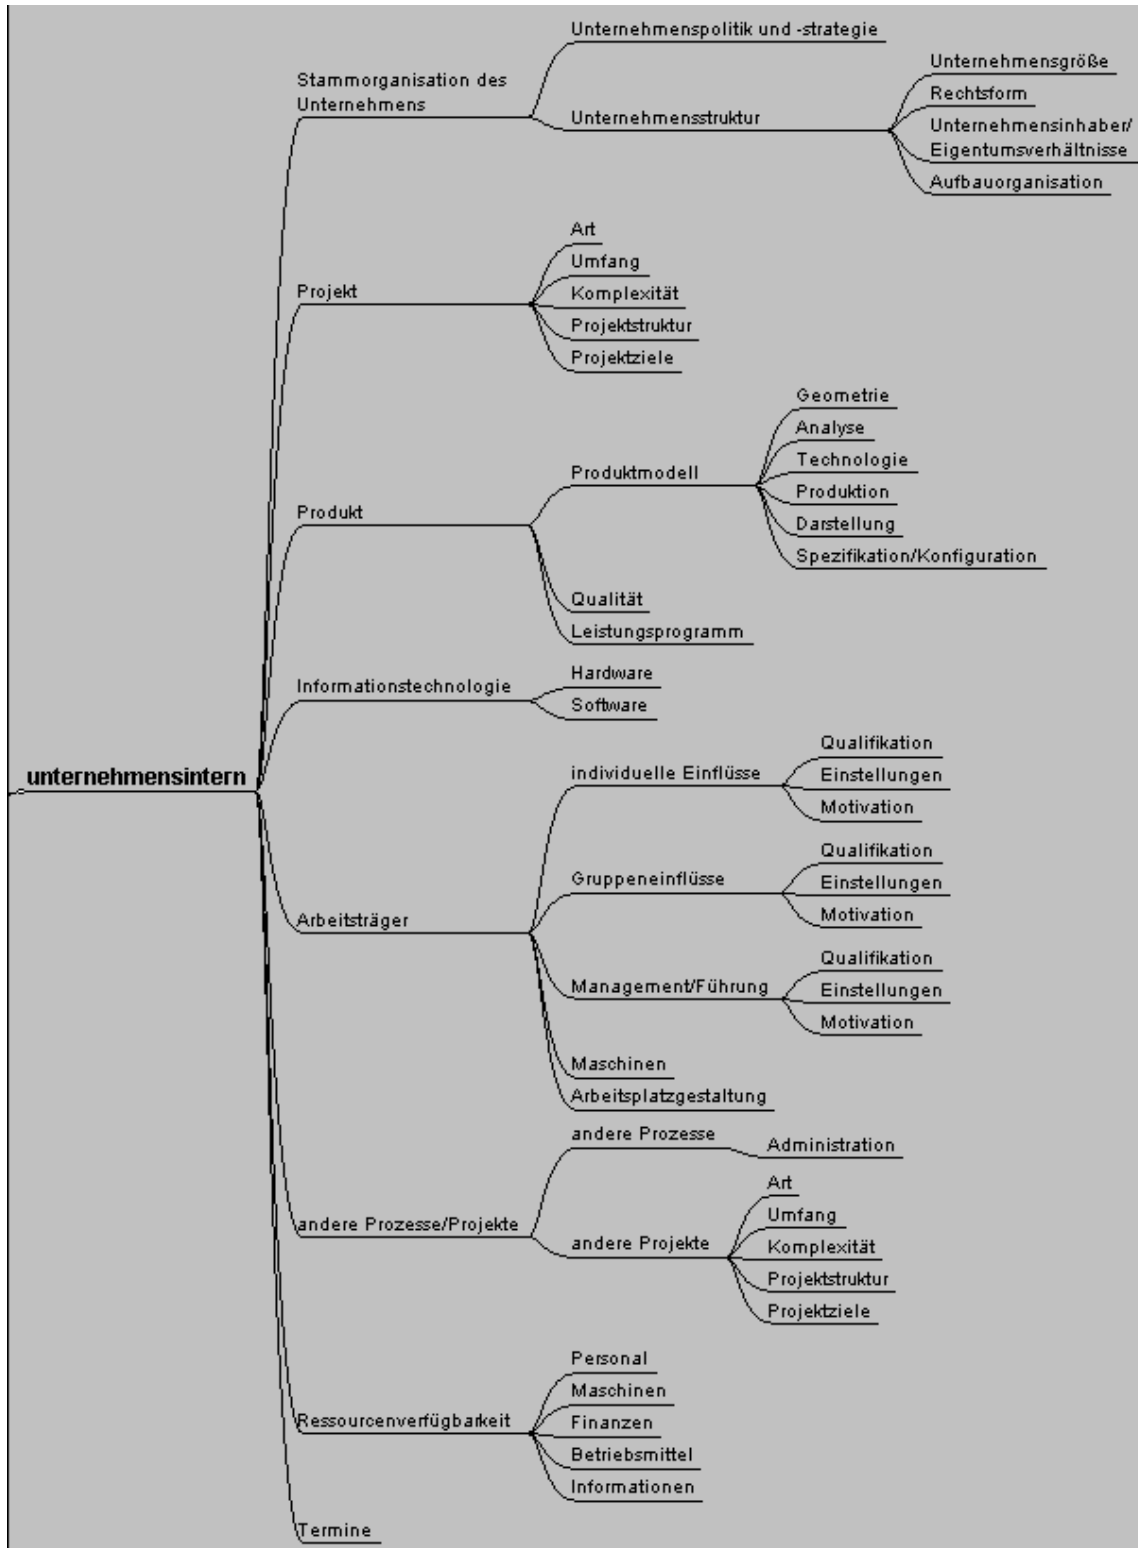 unternehmensintern
Stammorganisation des
Unternehmens
Unternehmenspolitik und -strategie
Unternehmensstruktur
Unternehmensgröße
Rechtsform
Unternehmensinhaber/
Eigentumsverhältnisse
Aufbauorganisation
Projekt
Art
Umfang
Komplexität
Projektstruktur
Projektziele
Produkt
Produktmodell
Geometrie
Analyse
Technologie
Produktion
Darstellung
Spezifikation/Konfiguration
Qualität
Leistungsprogramm
Informationstechnologie
Hardware
Software
Arbeitsträger
individuelle Einflüsse
Qualifikation
Einstellungen
Motivation
Gruppeneinflüsse
Qualifikation
Einstellungen
Motivation
Management/Führung
Qualifikation
Einstellungen
Motivation
Maschinen
Arbeitsplatzgestaltung
andere Prozesse/Projekte
andere Prozesse
Administration
andere Projekte
Art
Umfang
Komplexität
Projektstruktur
Projektziele
Ressourcenverfügbarkeit
Personal
Maschinen
Finanzen
Betriebsmittel
Informationen
Termine